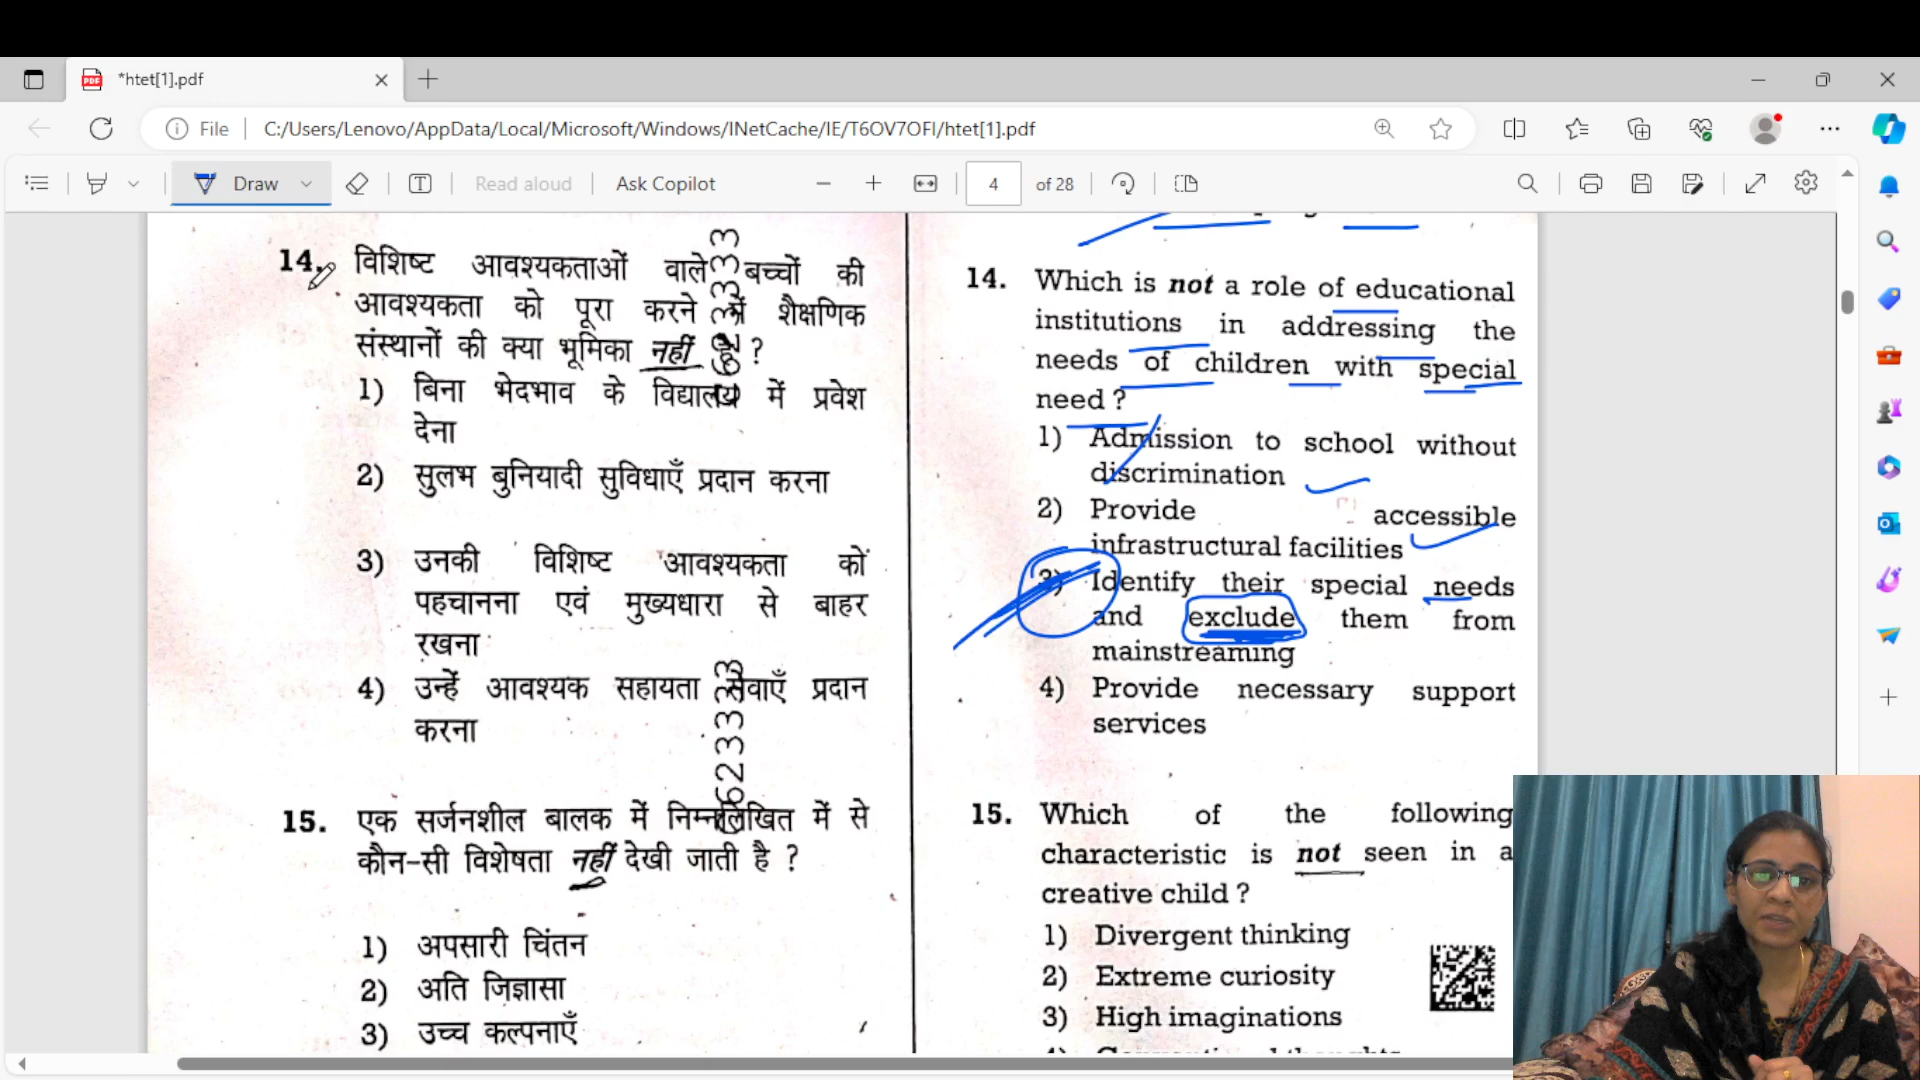 *htet[1].pdf
File
C:/Users/Lenovo/AppData/Local/Microsoft/Windows/INetCache/IE/T6OV7OFI/htet[1].pdf
Draw
Read aloud
Ask Copilot
4 of 28
14. विशिष्ट आवश्यकताओं वाले बच्चों की
आवश्यकता को पूरा करने में शैक्षणिक
संस्थानों की क्या भूमिका नहीं है ?
1) बिना भेदभाव के विद्यालय में प्रवेश
देना
2) सुलभ बुनियादी सुविधाएँ प्रदान करना
3) उनकी विशिष्ट आवश्यकता को
पहचानना एवं मुख्यधारा से बाहर
रखना
4) उन्हें आवश्यक सहायता सेवाएँ प्रदान
करना
15. एक सर्जनशील बालक में निम्नलिखित में से
कौन-सी विशेषता नहीं देखी जाती है ?
1) अपसारी चिंतन
2) अति जिज्ञासा
3) उच्च कल्पनाएँ
14. Which is not a role of educational
institutions in addressing the
needs of children with special
need ?
1) Admission to school without
discrimination
2) Provide accessible
infrastructural facilities
3) Identify their special needs
and exclude them from
mainstreaming
4) Provide necessary support
services
15. Which of the following
characteristic is not seen in a
creative child ?
1) Divergent thinking
2) Extreme curiosity
3) High imaginations